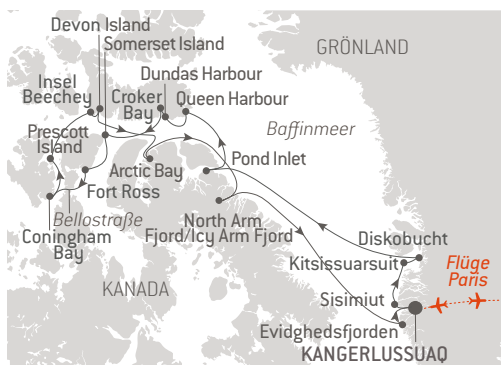 Devon Island
Somerset Island
GRÖNLAND
Dundas Harbour
Insel
Beechey
Croker
Bay
Queen Harbour
Baffinmeer
Prescott
Island
Arctic Bay
Pond Inlet
Fort Ross
Bellostraße
North Arm
Fjord/Icy Arm Fjord
Coningham
Bay
Diskobucht
Kitsissuarsuit
Flüge
Paris
KANADA
Sisimiut
Evidghedsfjorden
KANGERLUSSUAQ